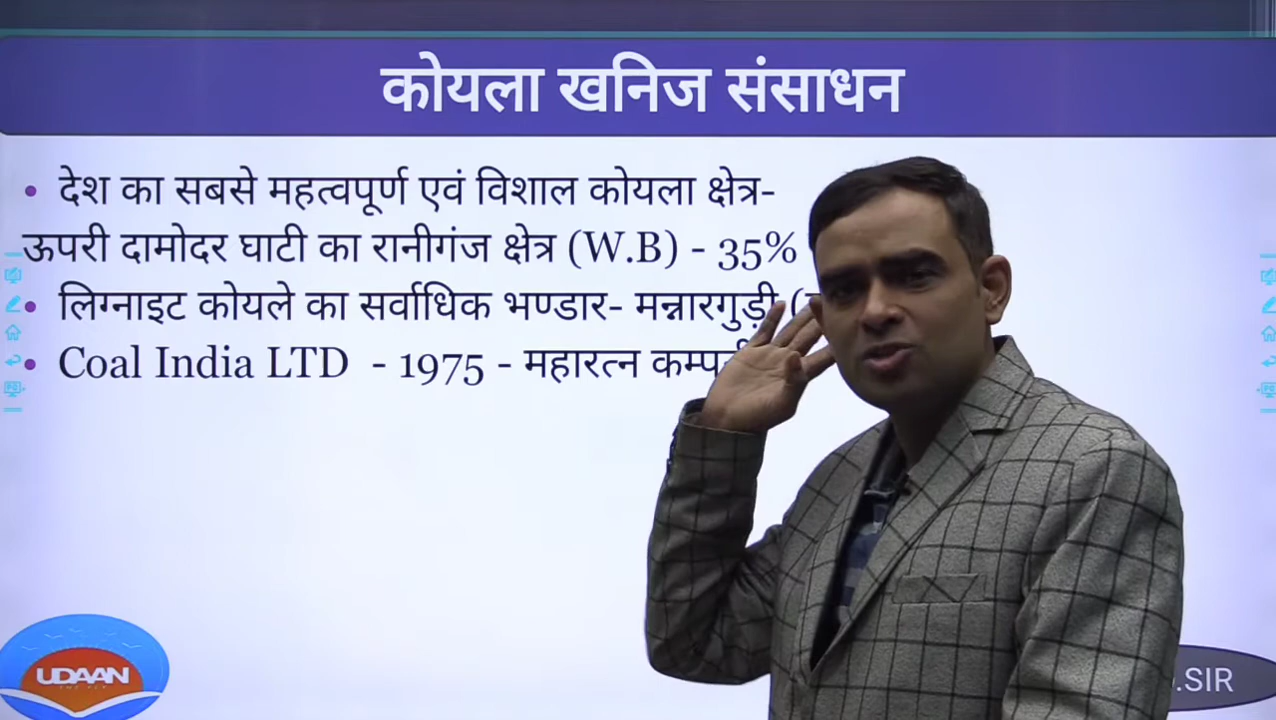 कोयला खनिज संसाधन
• देश का सबसे महत्वपूर्ण एवं विशाल कोयला क्षेत्र-
ऊपरी दामोदर घाटी का रानीगंज क्षेत्र (W.B) - 35%
• लिग्नाइट कोयले का सर्वाधिक भण्डार- मन्नारगुड़ी (
• Coal India LTD - 1975 - महारत्न
UDAAN
.SIR